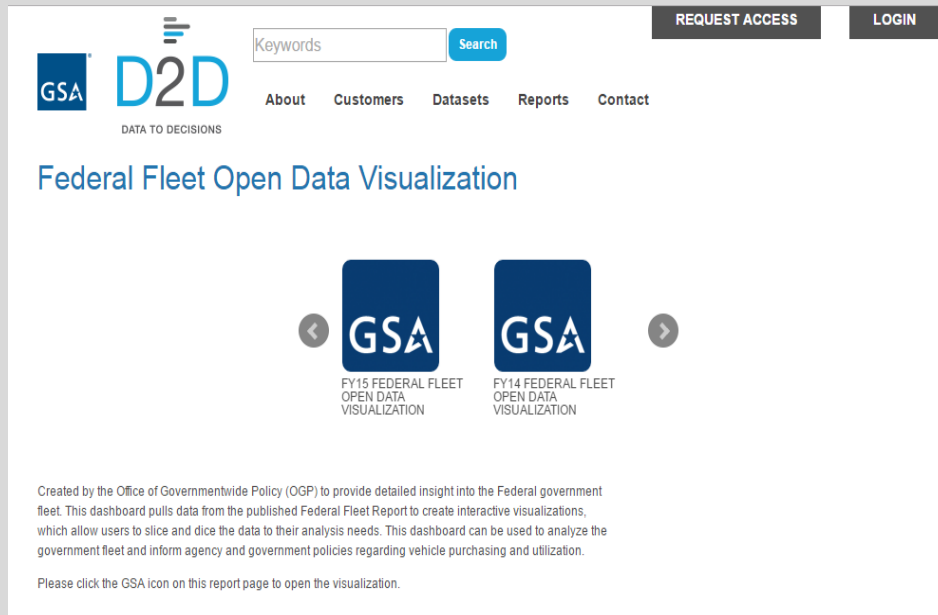 REQUEST ACCESS
LOGIN
Keywords
Search
GSA
D2D
DATA TO DECISIONS
About
Customers
Datasets
Reports
Contact
Federal Fleet Open Data Visualization
GSA
GSA
FY15 FEDERAL FLEET
OPEN DATA
VISUALIZATION
FY14 FEDERAL FLEET
OPEN DATA
VISUALIZATION
Created by the Office of Governmentwide Policy (OGP) to provide detailed insight into the Federal government
fleet. This dashboard pulls data from the published Federal Fleet Report to create interactive visualizations,
which allow users to slice and dice the data to their analysis needs. This dashboard can be used to analyze the
government fleet and inform agency and government policies regarding vehicle purchasing and utilization.
Please click the GSA icon on this report page to open the visualization.